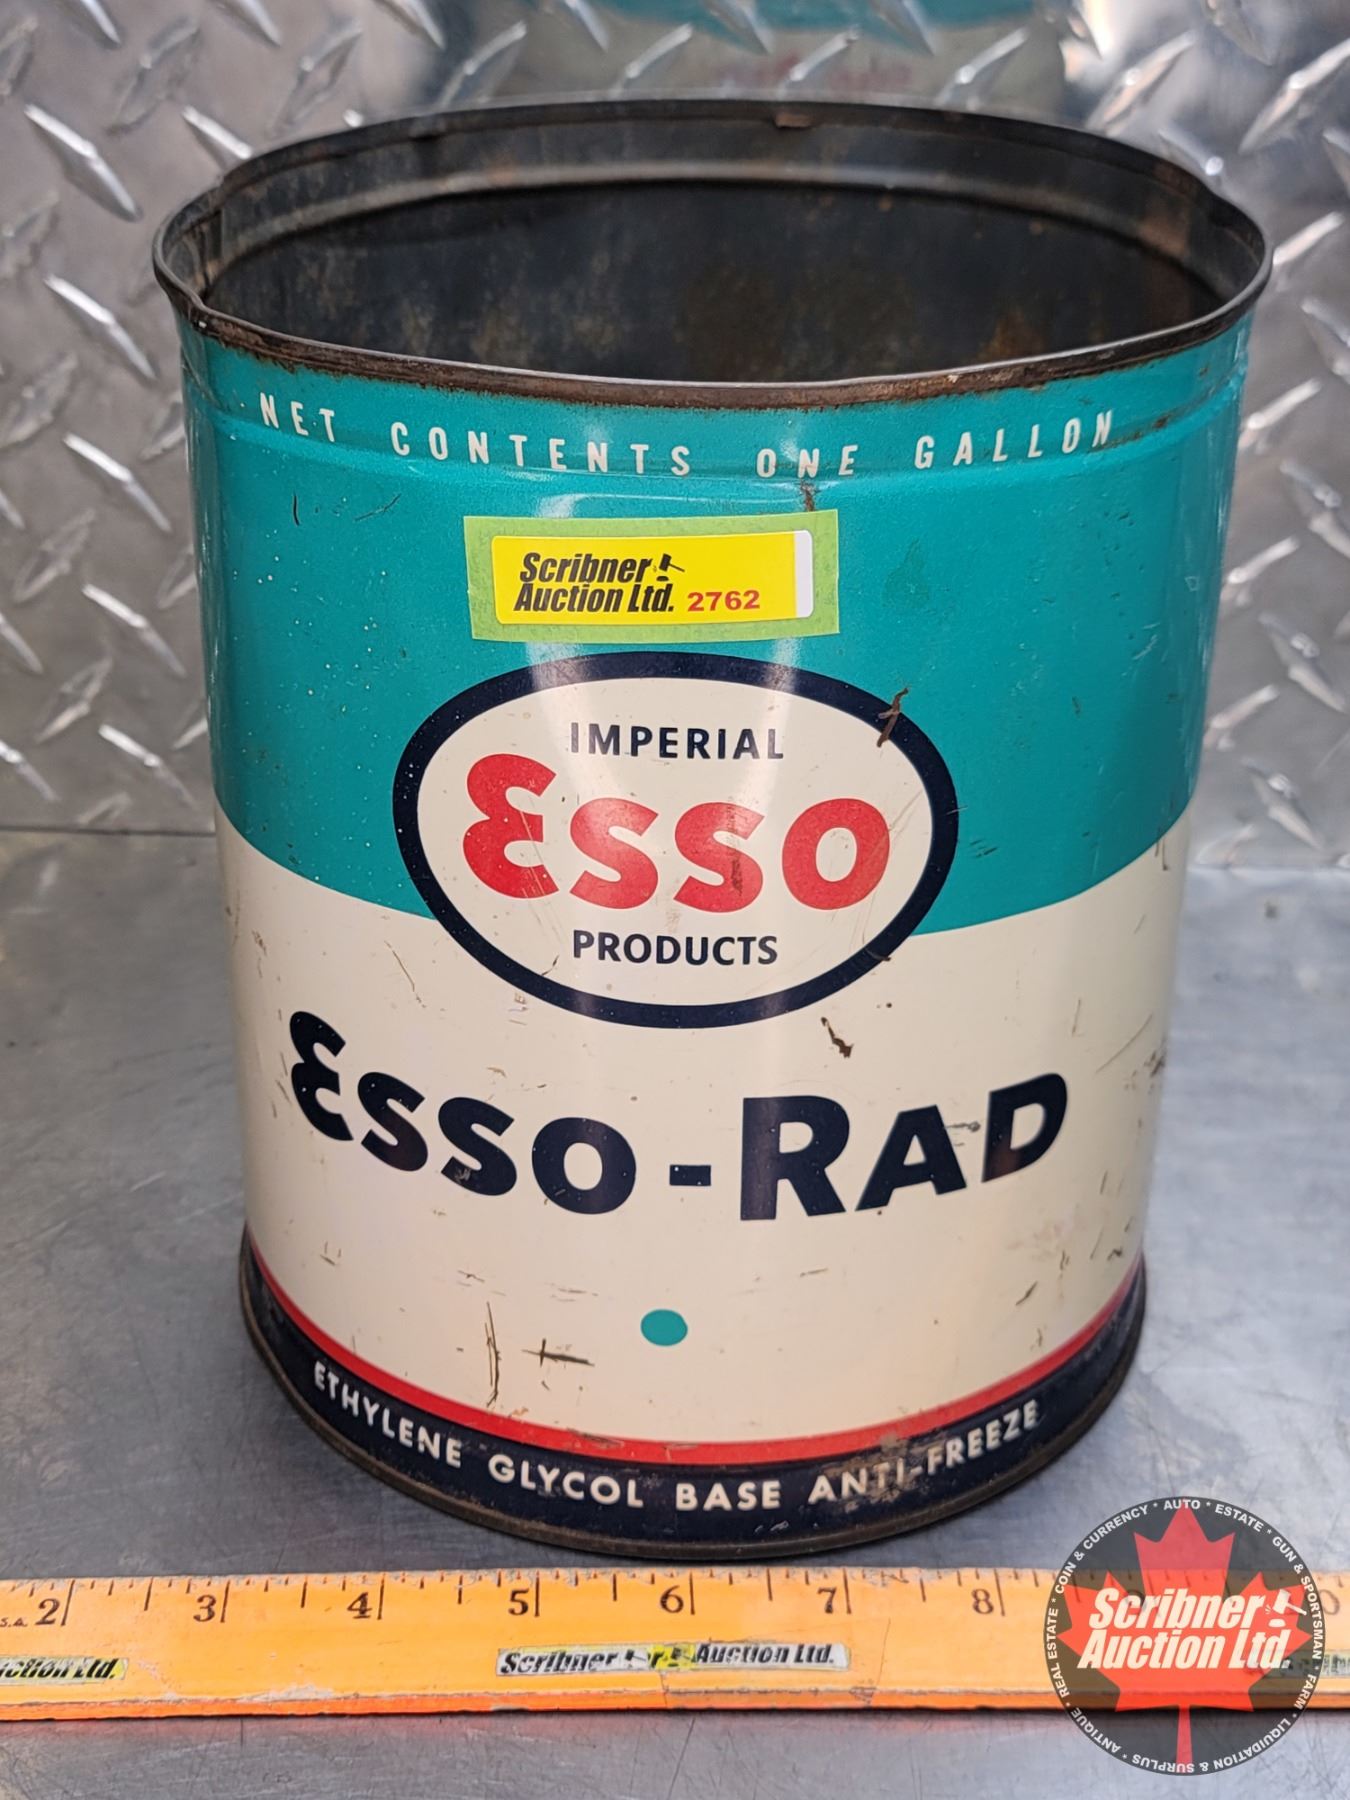 NET CONTENTS ONE GALLON
Scribner
Auction Ltd. 2762
IMPERIAL
Esso
PRODUCTS
Esso-Rad
ETHYLENE GLYCOL BASE ANTI-FREEZE
2 3 4 5 6 7 8
Scribner Auction Ltd.
COIN & CURRENCY * AUTO * ESTATE * GUN & SPORTSMAN * FARM * LIQUIDATION & SURPLUS * ANTIQUE * REAL ESTATE *
Scribner
Auction Ltd.